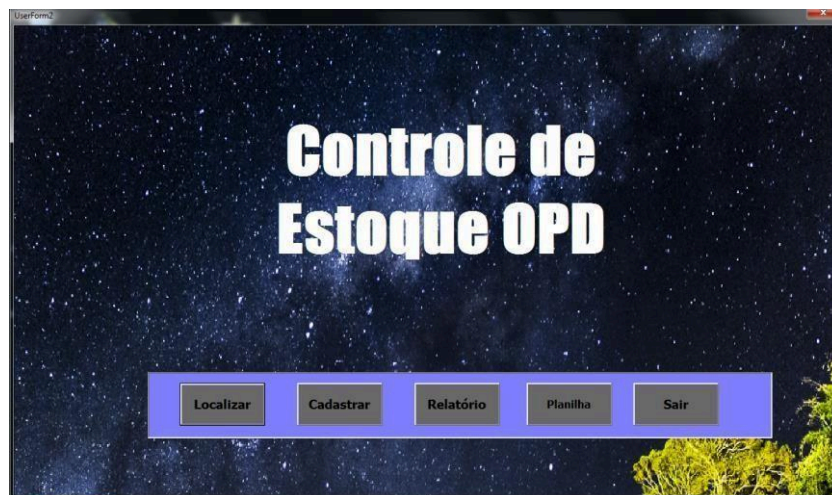 UserForm2
Controle de
Estoque OPD
Localizar Cadastrar Relatório Planilha Sair